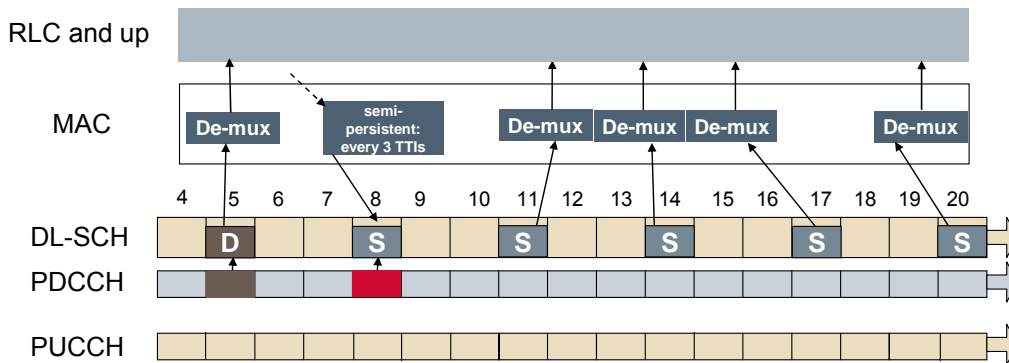 RLC and up
MAC
De-mux
semi-
persistent:
every 3 TTIs
De-mux
De-mux
De-mux
De-mux
4 5 6 7 8 9 10 11 12 13 14 15 16 17 18 19 20
DL-SCH
D
S
S
S
S
S
PDCCH
PUCCH